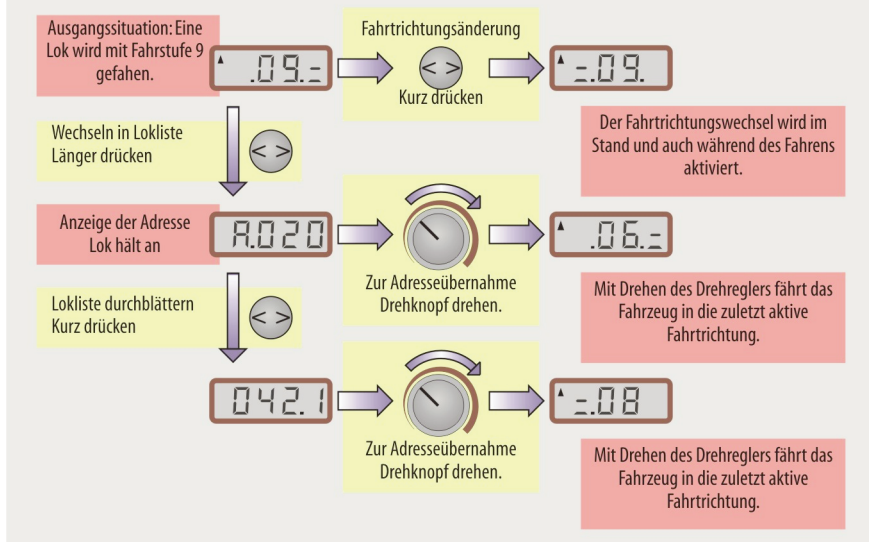 Ausgangssituation: Eine
Lok wird mit Fahrstufe 9
gefahen.
.09.=
Fahrtrichtungsänderung
< >
Kurz drücken
=.09.
Der Fahrtrichtungswechsel wird im
Stand und auch während des Fahrens
aktiviert.
Wechseln in Lokliste
Länger drücken
< >
Anzeige der Adresse
Lok hält an
A.020
Zur Adresseübernahme
Drehknopf drehen.
.06.=
Mit Drehen des Drehreglers fährt das
Fahrzeug in die zuletzt aktive
Fahrtrichtung.
Lokliste durchblättern
Kurz drücken
< >
042.1
Zur Adresseübernahme
Drehknopf drehen.
=.08
Mit Drehen des Drehreglers fährt das
Fahrzeug in die zuletzt aktive
Fahrtrichtung.